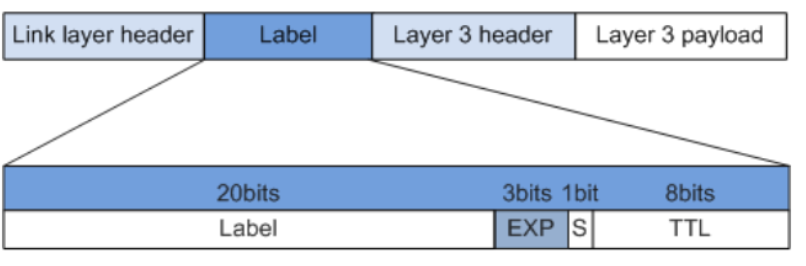 Link layer header Label Layer 3 header Layer 3 payload
20bits 3bits 1bit 8bits
Label EXP S TTL